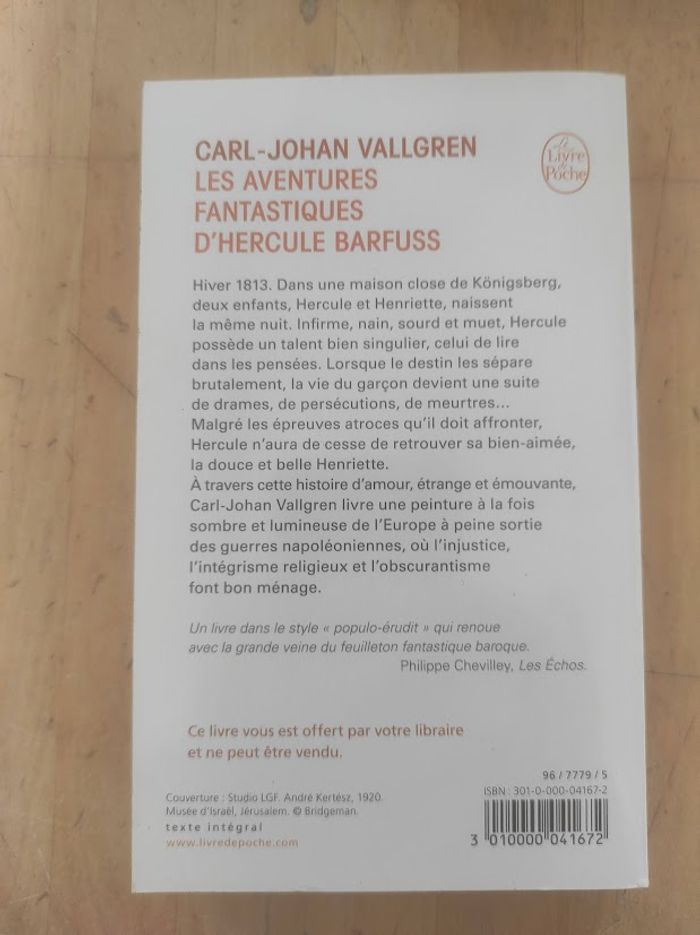 CARL-JOHAN VALLGREN
LES AVENTURES
FANTASTIQUES
D'HERCULE BARFUSS
Le
Livre
de
Poche
Hiver 1813. Dans une maison close de Königsberg,
deux enfants, Hercule et Henriette, naissent
la même nuit. Infirme, nain, sourd et muet, Hercule
possède un talent bien singulier, celui de lire
dans les pensées. Lorsque le destin les sépare
brutalement, la vie du garçon devient une suite
de drames, de persécutions, de meurtres...
Malgré les épreuves atroces qu'il doit affronter,
Hercule n'aura de cesse de retrouver sa bien-aimée,
la douce et belle Henriette.
À travers cette histoire d'amour, étrange et émouvante,
Carl-Johan Vallgren livre une peinture à la fois
sombre et lumineuse de l'Europe à peine sortie
des guerres napoléoniennes, où l'injustice,
l'intégrisme religieux et l'obscurantisme
font bon ménage.
Un livre dans le style « populo-érudit » qui renoue
avec la grande veine du feuilleton fantastique baroque.
Philippe Chevilley, Les Échos.
Ce livre vous est offert par votre libraire
et ne peut être vendu.
Couverture : Studio LGF. André Kertész, 1920.
Musée d'Israël, Jérusalem. © Bridgeman.
texte intégral
www.livredepoche.com
96 / 7779 / 5
ISBN : 301-0-000-04167-2
3 010000 041672